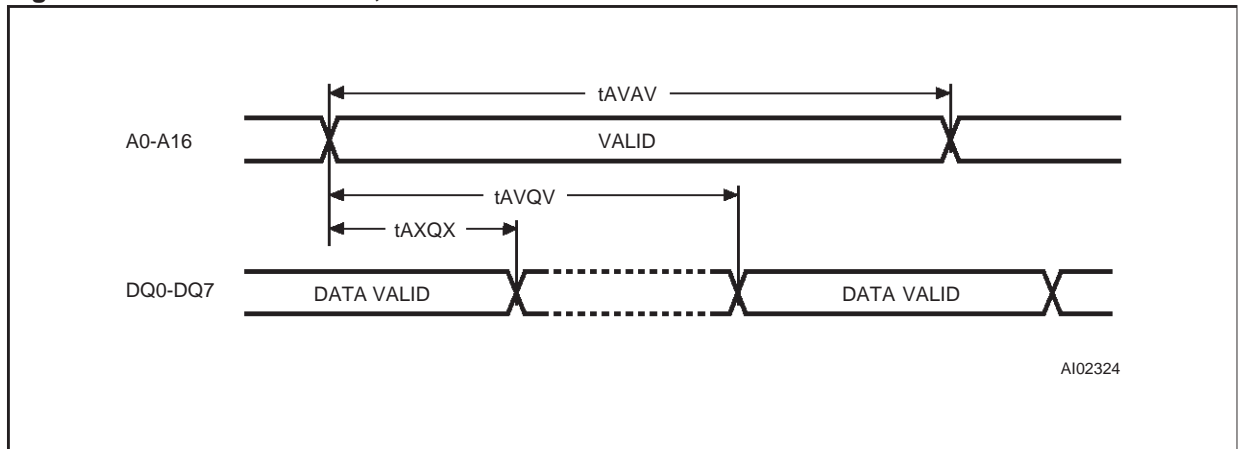 tAVAV
A0-A16 VALID
tAVQV
tAXQX
DQ0-DQ7 DATA VALID DATA VALID
AI02324